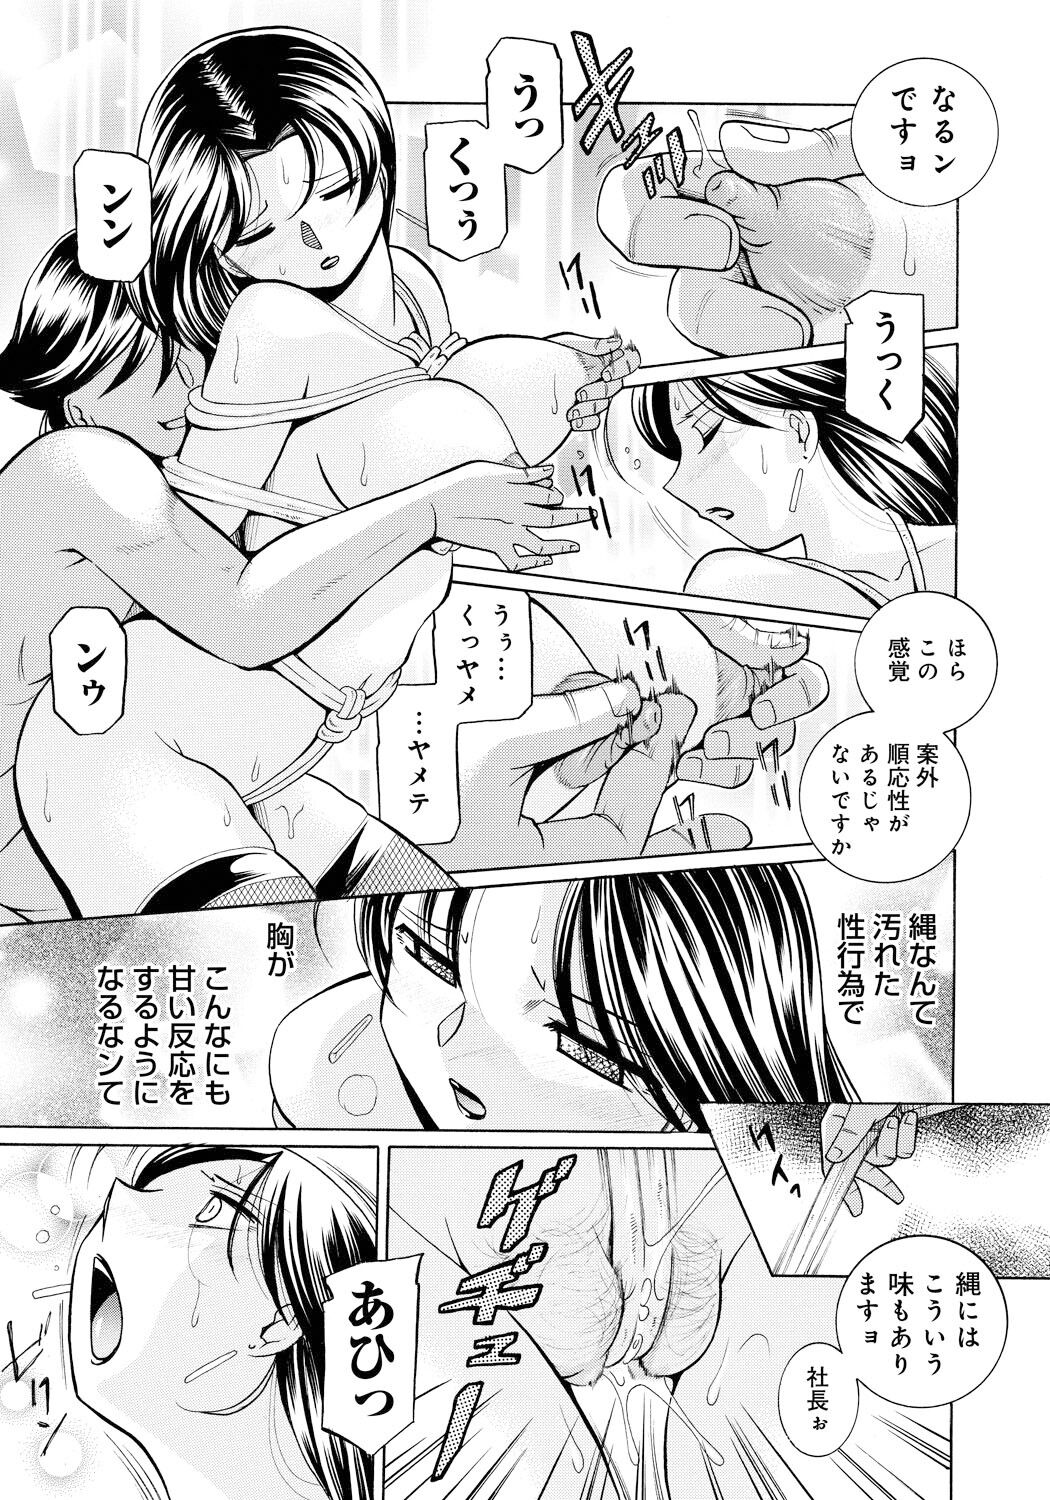 なるン
ですヨ
うっ
くっぅ
ンン
うっく
ンゥ
ほら
この
感覚
案外
順応性が
あるじゃ
ないですか
うぅ…
くっヤメ
…ヤメテ
縄なんて
汚れた
性行為で
胸が
こんなにも
甘い反応を
するように
なるなンて
縄には
こういう
味もあり
ますヨ
社長ぉ
ゲギュー
あひっ